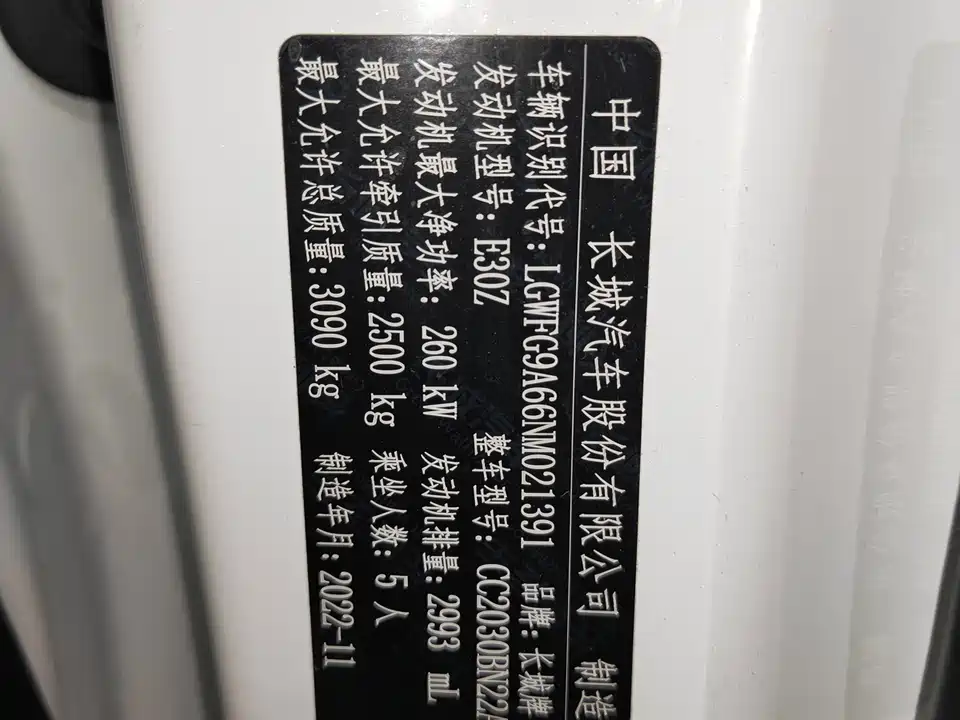 中国 长城汽车股份有限公司 制造
车辆识别代号:LGWFG9A66NM021391 品牌:长城牌
发动机型号:E30Z 整车型号:CC2030BN22A
发动机最大净功率:260 kW 发动机排量:2993 mL
最大允许牵引质量:2500 kg 乘坐人数:5 人
最大允许总质量:3090 kg 制造年月:2022-11